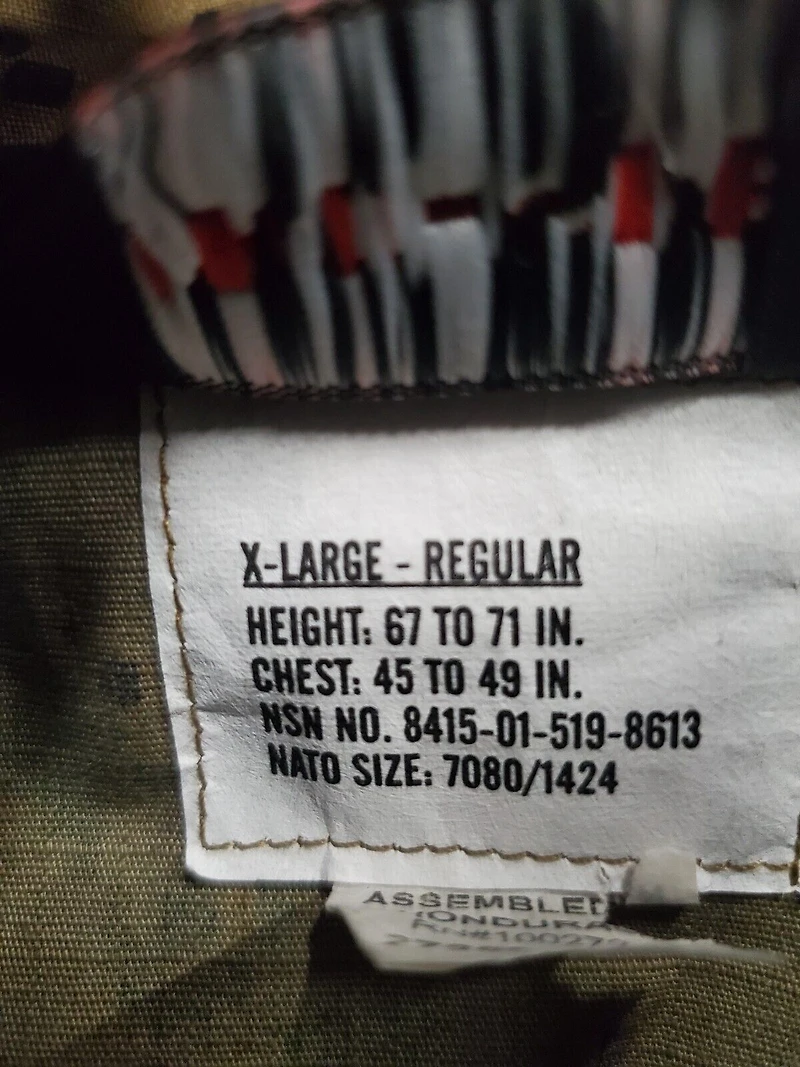 X-LARGE - REGULAR
HEIGHT: 67 TO 71 IN.
CHEST: 45 TO 49 IN.
NSN NO. 8415-01-519-8613
NATO SIZE: 7080/1424
ASSEMBLED
HONDURA